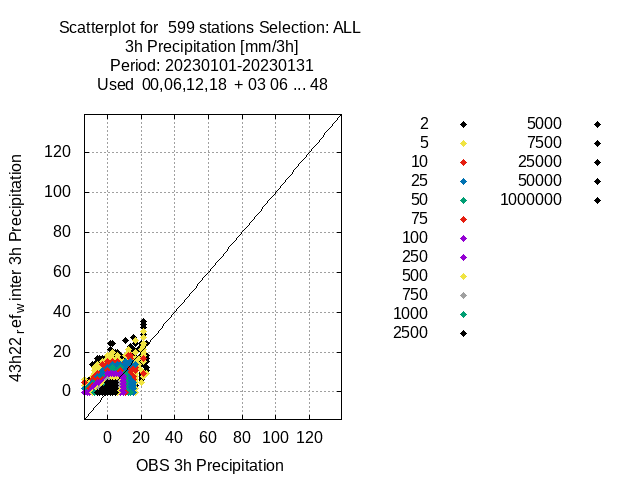 Scatterplot for 599 stations Selection: ALL
3h Precipitation [mm/3h]
Period: 20230101-20230131
Used 00,06,12,18 + 03 06 ... 48
43h22_ref_winter 3h Precipitation
120
100
80
60
40
20
0
0 20 40 60 80 100 120
OBS 3h Precipitation
2 5000
5 7500
10 25000
25 50000
50 1000000
75
100
250
500
750
1000
2500